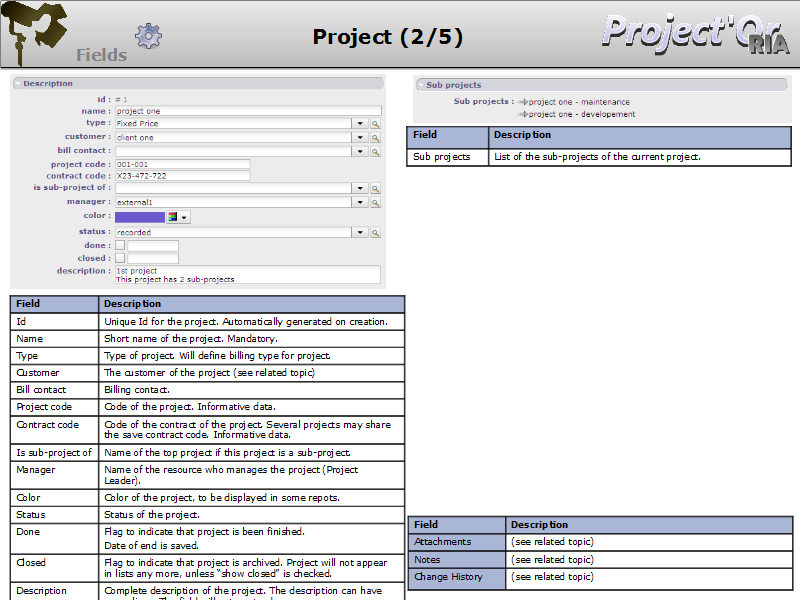 Fields
Project (2/5)
Project'Or
RIA
Description
id : # 1
name : project one
type : Fixed Price
customer : client one
bill contact :
project code : 001-001
contract code : X23-472-722
is sub-project of :
manager : external1
color :
status : recorded
done :
closed :
description : 1st project
This project has 2 sub-projects
Sub projects
Sub projects : project one - maintenance
project one - developement
Field Description
Sub projects List of the sub-projects of the current project.
Field Description
Id Unique Id for the project. Automatically generated on creation.
Name Short name of the project. Mandatory.
Type Type of project. Will define billing type for project.
Customer The customer of the project (see related topic)
Bill contact Billing contact.
Project code Code of the project. Informative data.
Contract code Code of the contract of the project. Several projects may share
the save contract code. Informative data.
Is sub-project of Name of the top project if this project is a sub-project.
Manager Name of the resource who manages the project (Project
Leader).
Color Color of the project, to be displayed in some repots.
Status Status of the project.
Done Flag to indicate that project is been finished.
Date of end is saved.
Closed Flag to indicate that project is archived. Project will not appear
in lists any more, unless "show closed" is checked.
Description Complete description of the project. The description can have
Field Description
Attachments (see related topic)
Notes (see related topic)
Change History (see related topic)